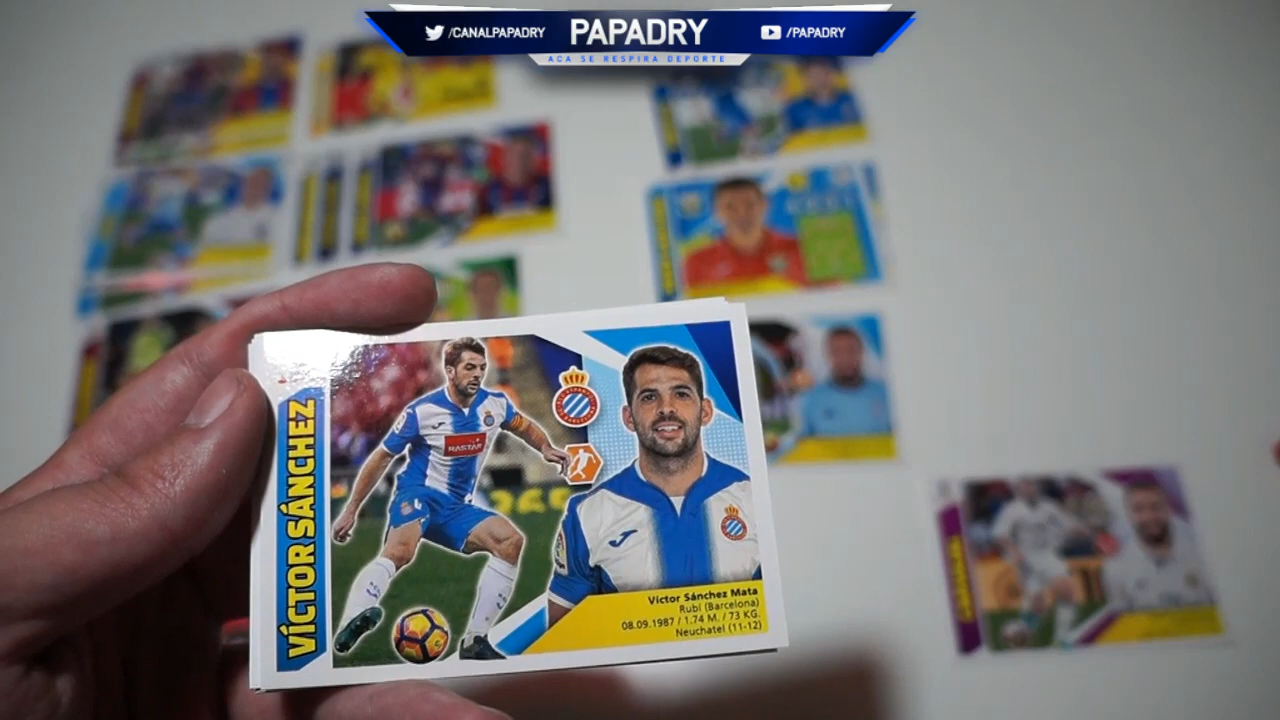 /CANALPAPADRY
PAPADRY
/PAPADRY
ACA SE RESPIRA DEPORTE
VÍCTOR SÁNCHEZ
RASTAR
Víctor Sánchez Mata
Rubí (Barcelona)
08.09.1987 / 1.74 M. / 73 KG.
Neuchatel (11-12)